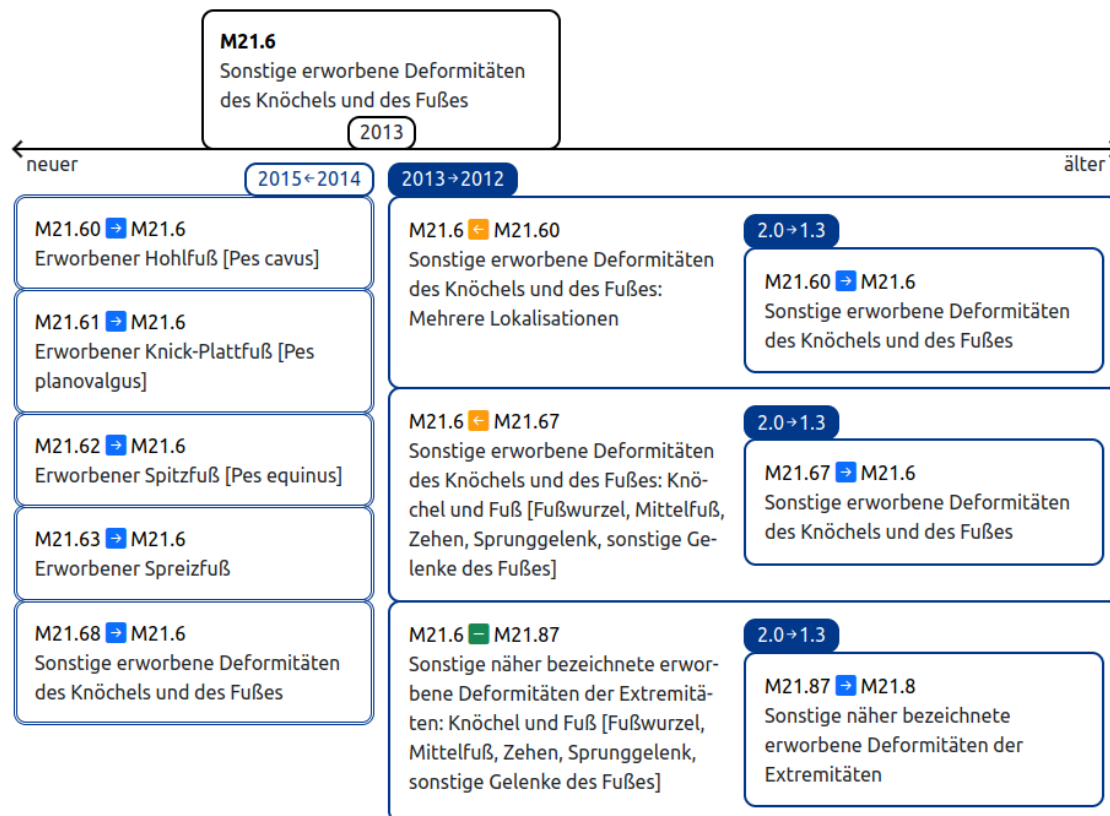 M21.6
Sonstige erworbene Deformitäten
des Knöchels und des Fußes
2013
neuer
älter
2015←2014
M21.60 → M21.6
Erworbener Hohlfuß [Pes cavus]
M21.61 → M21.6
Erworbener Knick-Plattfuß [Pes
planovalgus]
M21.62 → M21.6
Erworbener Spitzfuß [Pes equinus]
M21.63 → M21.6
Erworbener Spreizfuß
M21.68 → M21.6
Sonstige erworbene Deformitäten
des Knöchels und des Fußes
2013→2012
M21.6 ← M21.60
Sonstige erworbene Deformitäten
des Knöchels und des Fußes:
Mehrere Lokalisationen
2.0→1.3
M21.60 → M21.6
Sonstige erworbene Deformitäten
des Knöchels und des Fußes
M21.6 ← M21.67
Sonstige erworbene Deformitäten
des Knöchels und des Fußes: Knö-
chel und Fuß [Fußwurzel, Mittelfuß,
Zehen, Sprunggelenk, sonstige Ge-
lenke des Fußes]
2.0→1.3
M21.67 → M21.6
Sonstige erworbene Deformitäten
des Knöchels und des Fußes
M21.6 − M21.87
Sonstige näher bezeichnete erwor-
bene Deformitäten der Extremitä-
ten: Knöchel und Fuß [Fußwurzel,
Mittelfuß, Zehen, Sprunggelenk,
sonstige Gelenke des Fußes]
2.0→1.3
M21.87 → M21.8
Sonstige näher bezeichnete
erworbene Deformitäten der
Extremitäten